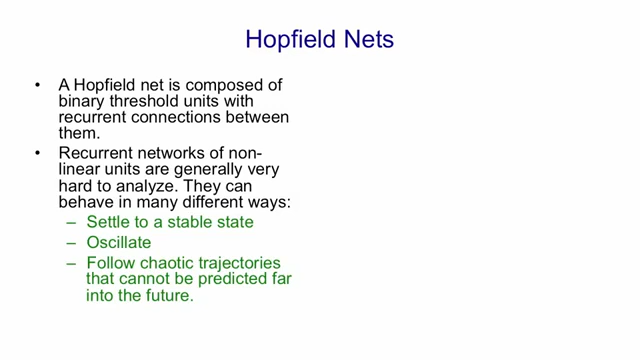 Hopfield Nets
• A Hopfield net is composed of
binary threshold units with
recurrent connections between
them.
• Recurrent networks of non-
linear units are generally very
hard to analyze. They can
behave in many different ways:
– Settle to a stable state
– Oscillate
– Follow chaotic trajectories
that cannot be predicted far
into the future.